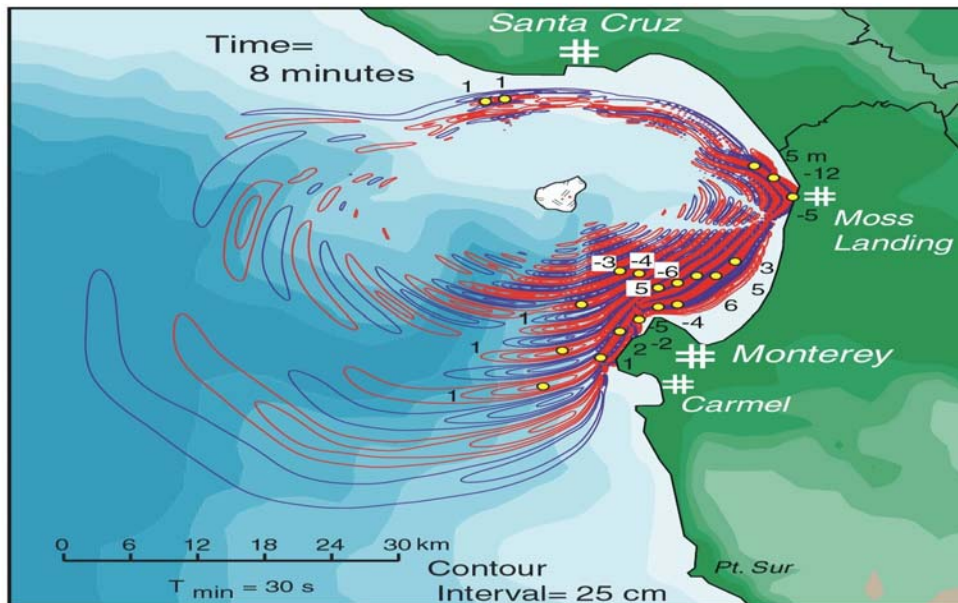 Santa Cruz
Time=
8 minutes
1 1
5 m
-12
-5
Moss
Landing
-3 -4
-6
5
3
5
6
-4
1
-5
-2
2
1
1
1
Monterey
Carmel
0 6 12 18 24 30 km
T min = 30 s
Contour
Interval= 25 cm
Pt. Sur